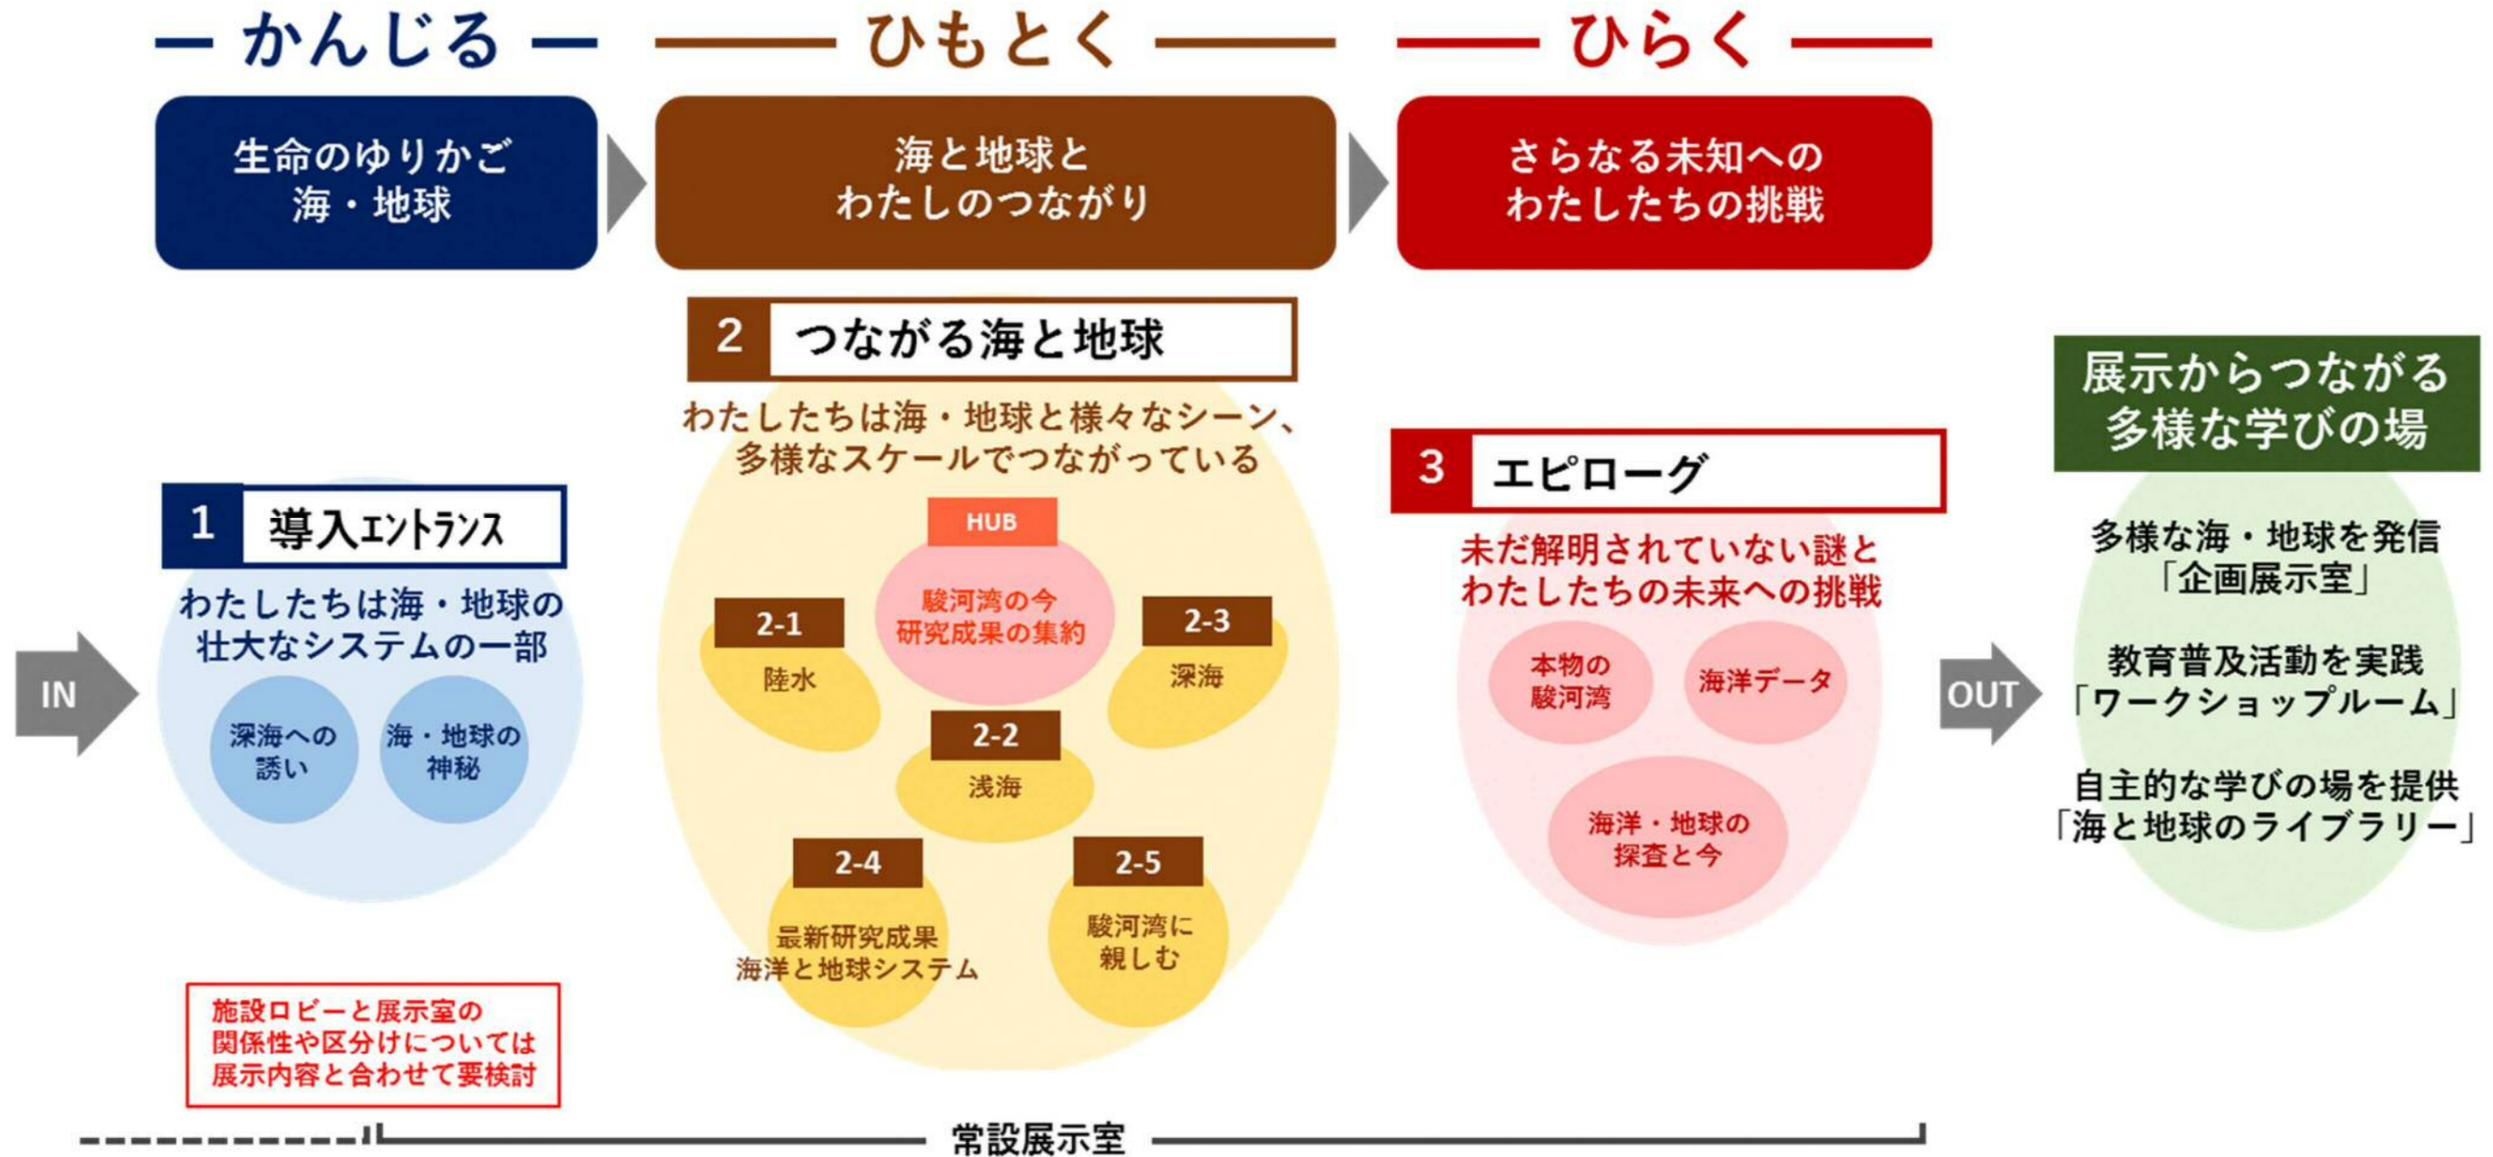 かんじる
ひもとく
ひらく
生命のゆりかご
海・地球
海と地球と
わたしのつながり
さらなる未知への
わたしたちの挑戦
IN
1 導入エントランス
わたしたちは海・地球の
壮大なシステムの一部
深海への
誘い
海・地球の
神秘
施設ロビーと展示室の
関係性や区分けについては
展示内容と合わせて要検討
2 つながる海と地球
わたしたちは海・地球と様々なシーン、
多様なスケールでつながっている
HUB
駿河湾の今
研究成果の集約
2-1
陸水
2-2
浅海
2-3
深海
2-4
最新研究成果
海洋と地球システム
2-5
駿河湾に
親しむ
3 エピローグ
未だ解明されていない謎と
わたしたちの未来への挑戦
本物の
駿河湾
海洋データ
海洋・地球の
探査と今
OUT
展示からつながる
多様な学びの場
多様な海・地球を発信
「企画展示室」
教育普及活動を実践
「ワークショップルーム」
自主的な学びの場を提供
「海と地球のライブラリー」
常設展示室